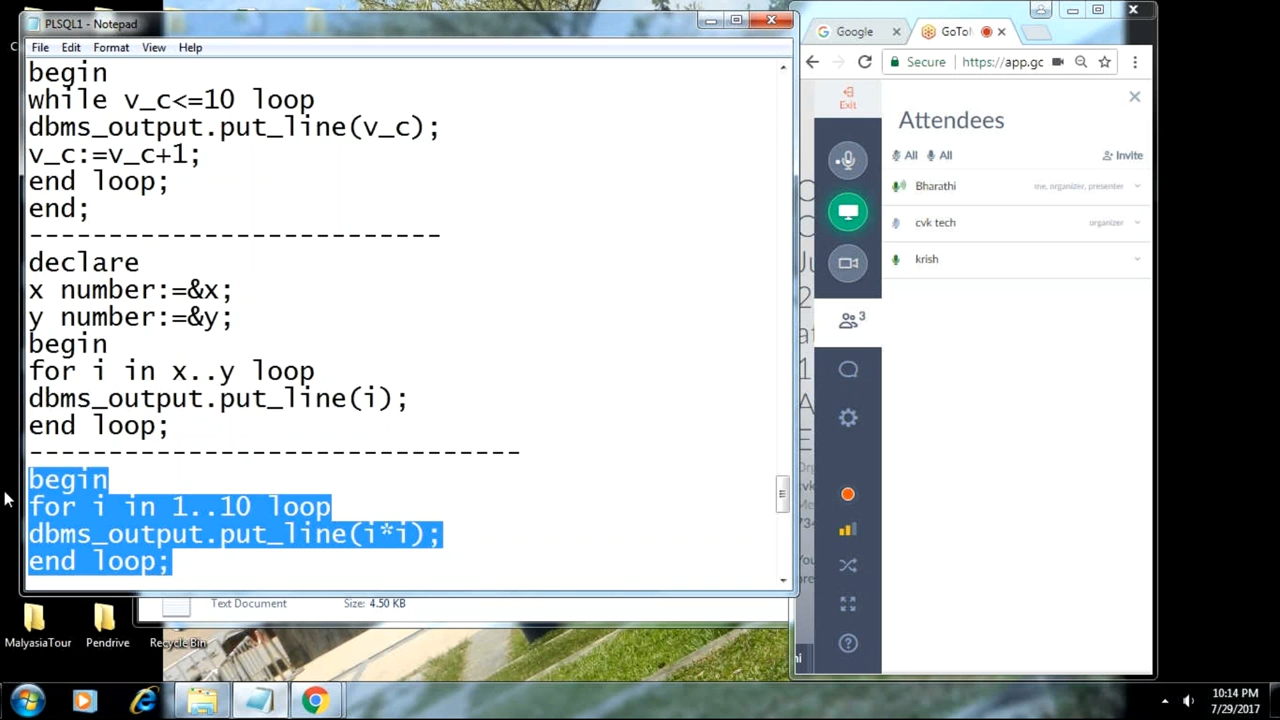 PLSQL1 - Notepad
File Edit Format View Help
begin
while v_c<=10 loop
dbms_output.put_line(v_c);
v_c:=v_c+1;
end loop;
end;
--------------------------
declare
x number:=&x;
y number:=&y;
begin
for i in x..y loop
dbms_output.put_line(i);
end loop;
-------------------------------
begin
for i in 1..10 loop
dbms_output.put_line(i*i);
end loop;
Text Document Size: 4.50 KB
MalyasiaTour Pendrive Recycle Bin
Google GoTo
Secure https://app.gc
Exit
Attendees
All All Invite
Bharathi me, organizer, presenter
cvk tech organizer
krish
3
10:14 PM
7/29/2017